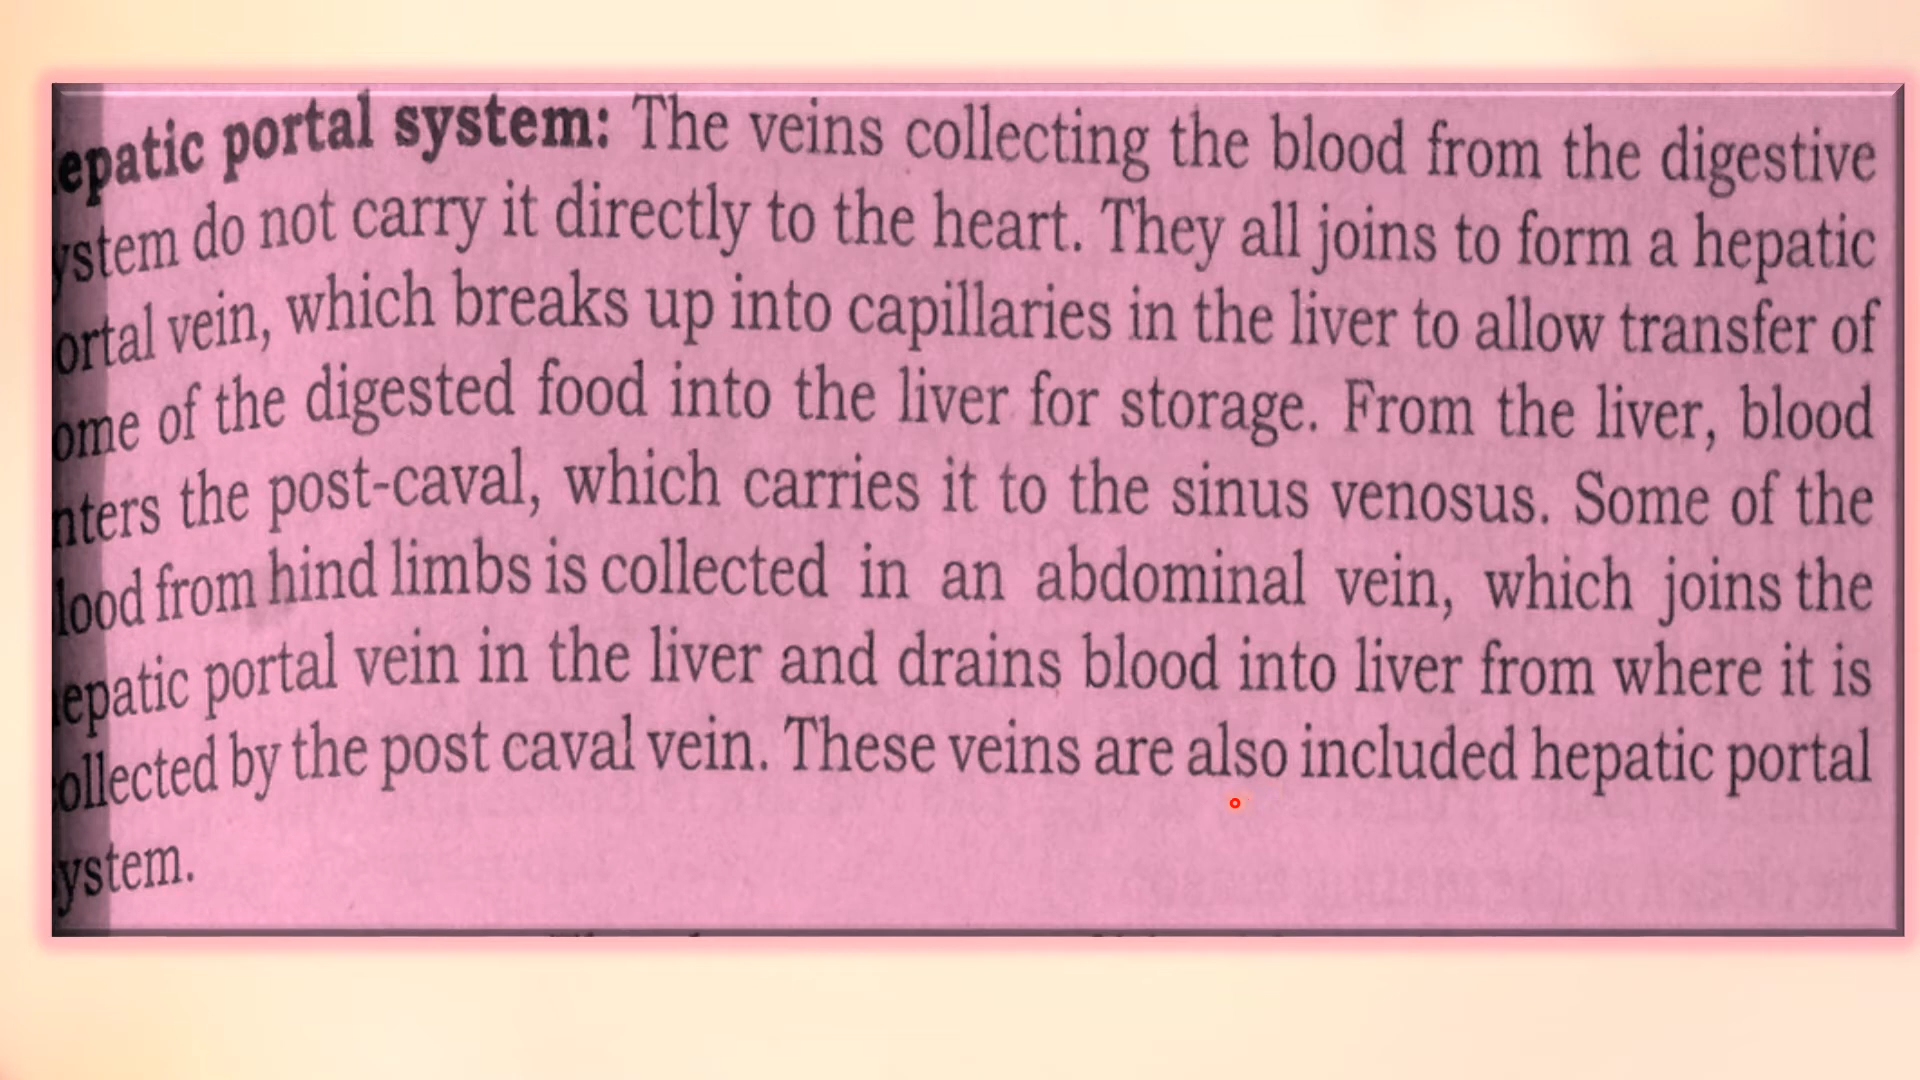 epatic portal system: The veins collecting the blood from the digestive
ystem do not carry it directly to the heart. They all joins to form a hepatic
ortal vein, which breaks up into capillaries in the liver to allow transfer of
ome of the digested food into the liver for storage. From the liver, blood
nters the post-caval, which carries it to the sinus venosus. Some of the
lood from hind limbs is collected in an abdominal vein, which joins the
epatic portal vein in the liver and drains blood into liver from where it is
ollected by the post caval vein. These veins are also included hepatic portal
ystem.